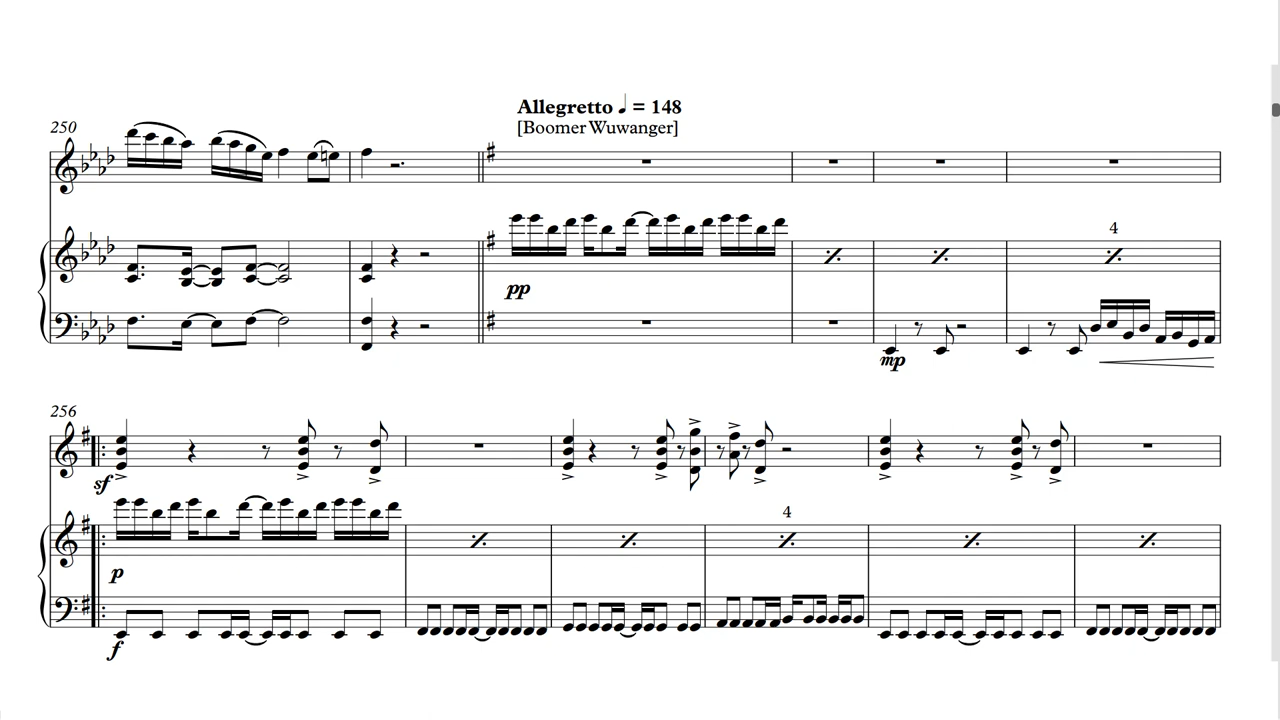 Allegretto ♩ = 148
[Boomer Wuwanger]
250
4
pp
mp
256
sf
4
p
f